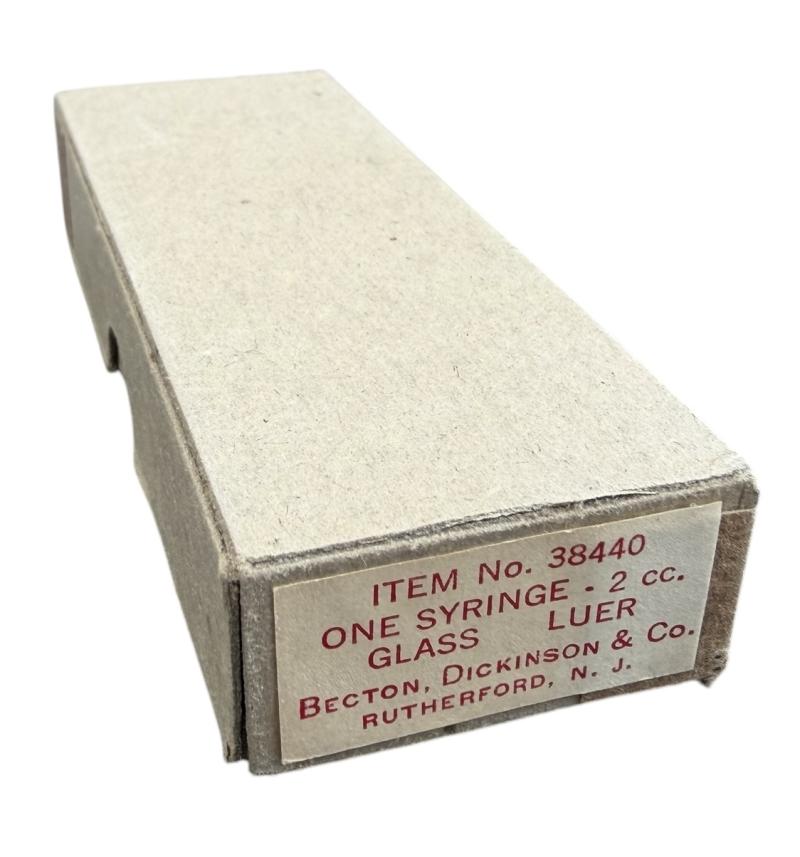 ITEM No. 38440
ONE SYRINGE - 2 cc.
GLASS LUER
BECTON, DICKINSON & Co.
RUTHERFORD, N. J.